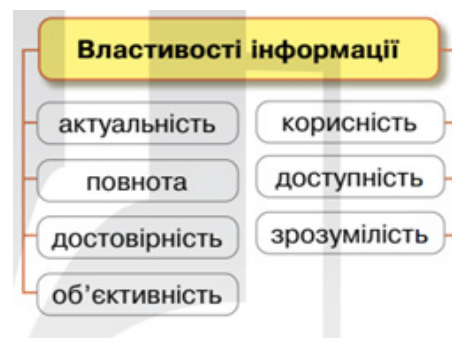 Властивості інформації
актуальність
повнота
достовірність
об’єктивність
корисність
доступність
зрозумілість